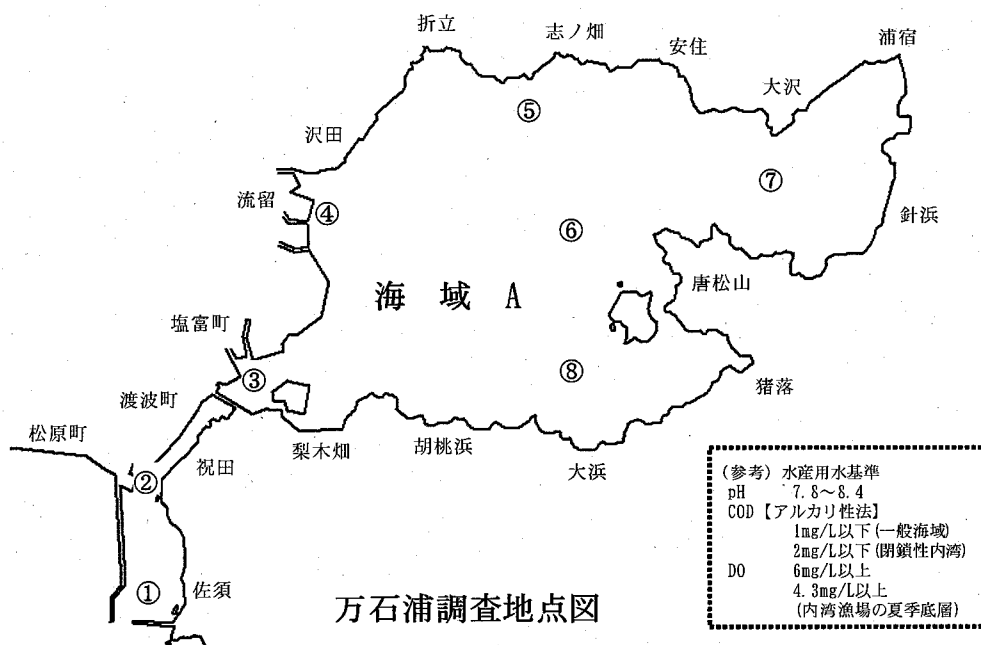 折立
志ノ畑
安住
浦宿
大沢
⑤
沢田
⑦
流留
④
針浜
⑥
唐松山
海域A
塩富町
③
⑧
猪落
渡波町
松原町
梨木畑
胡桃浜
大浜
祝田
②
①
佐須
万石浦調査地点図
(参考) 水産用水基準
pH 7.8～8.4
COD【アルカリ性法】
1mg/L以下(一般海域)
2mg/L以下(閉鎖性内湾)
DO 6mg/L以上
4.3mg/L以上
(内湾漁場の夏季底層)